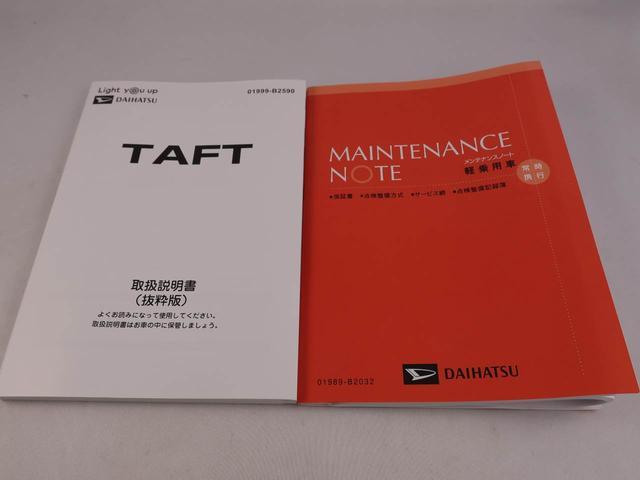 Light you up
DAIHATSU
01999-B2590
TAFT
取扱説明書
（抜粋版）
よくお読みになって使用してください。
取扱説明書はお車の中に保管しましょう。
MAINTENANCE
NOTE
メンテナンスノート
軽乗用車
常時
携行
●保証書 ●点検整備方式 ●サービス網 ●点検整備記録簿
01989-B2032
DAIHATSU